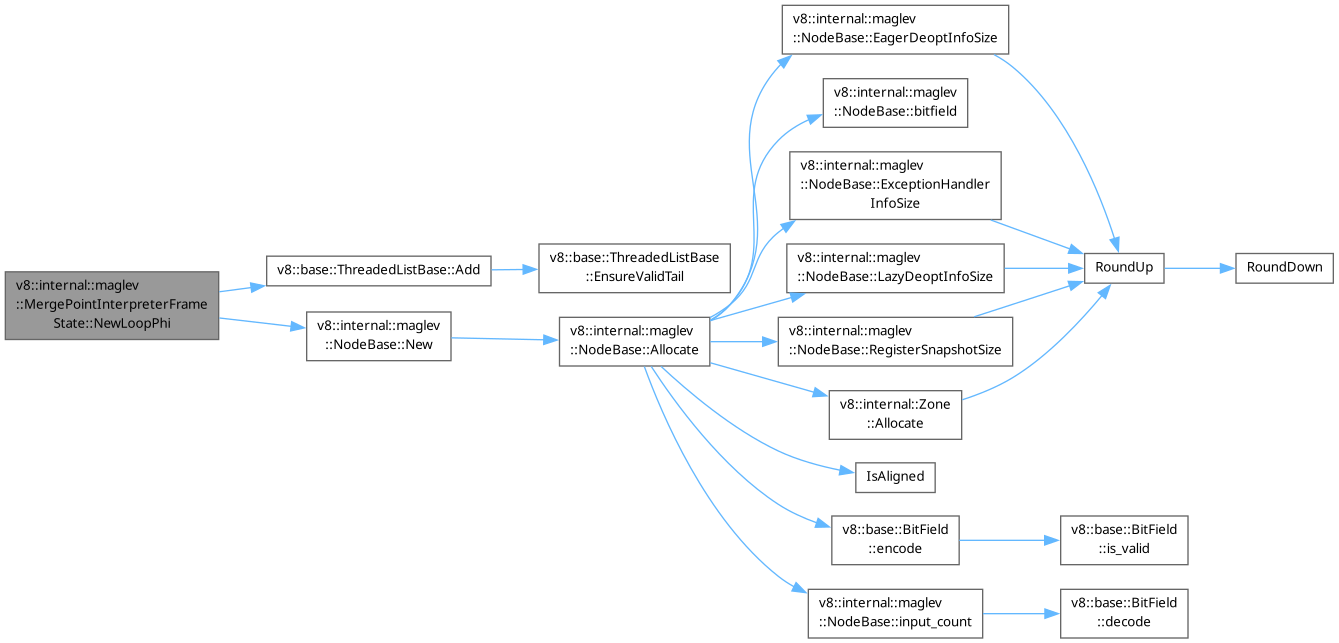 v8::internal::maglev
::MergePointInterpreterFrame
State::NewLoopPhi
v8::base::ThreadedListBase::Add
v8::internal::maglev
::NodeBase::New
v8::base::ThreadedListBase
::EnsureValidTail
v8::internal::maglev
::NodeBase::Allocate
v8::internal::maglev
::NodeBase::EagerDeoptInfoSize
v8::internal::maglev
::NodeBase::bitfield
v8::internal::maglev
::NodeBase::ExceptionHandler
InfoSize
v8::internal::maglev
::NodeBase::LazyDeoptInfoSize
v8::internal::maglev
::NodeBase::RegisterSnapshotSize
v8::internal::Zone
::Allocate
IsAligned
v8::base::BitField
::encode
v8::internal::maglev
::NodeBase::input_count
RoundUp
v8::base::BitField
::is_valid
v8::base::BitField
::decode
RoundDown